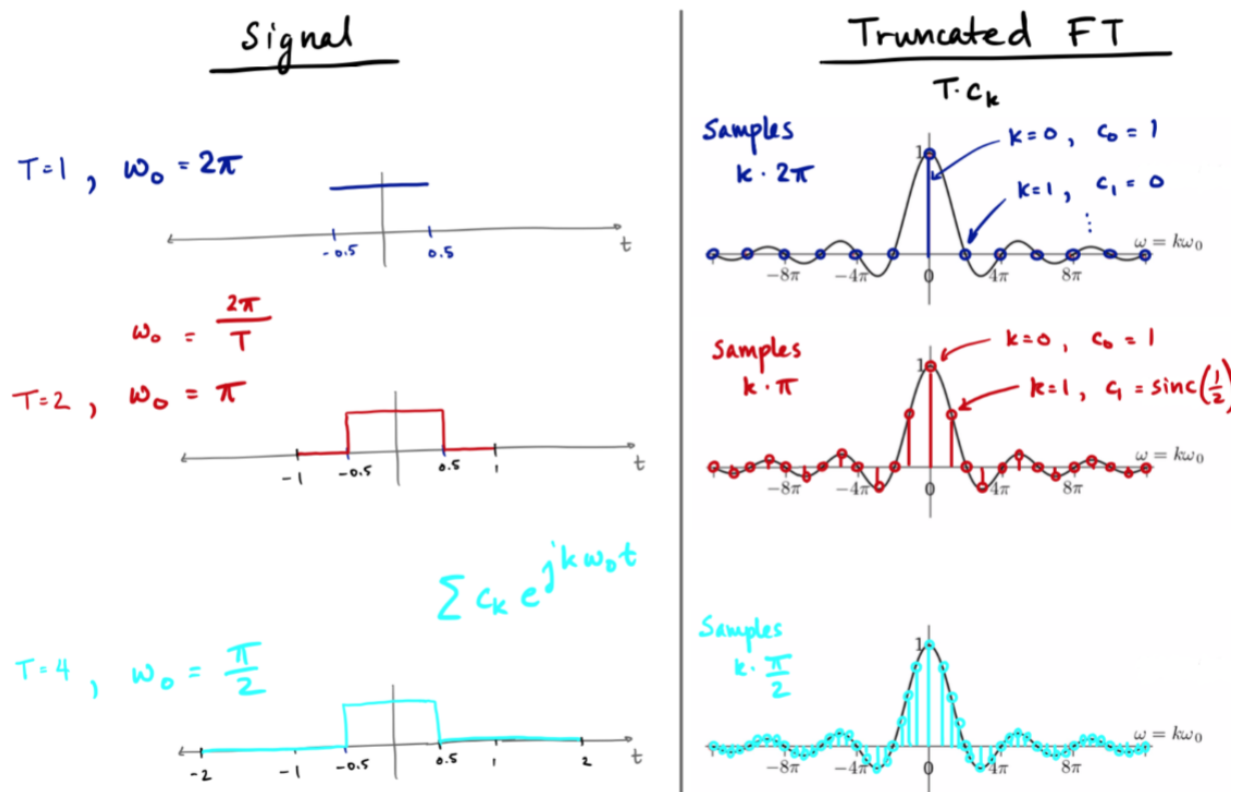 Signal
T=1 , ω₀ = 2π
-0.5 0.5 t
ω₀ = 2π/T
T=2 , ω₀ = π
-1 -0.5 0.5 1 t
∑ cₖ e^{jkω₀t}
T=4 , ω₀ = π/2
-2 -1 -0.5 0.5 1 2 t
Truncated FT
T·cₖ
Samples
k·2π
k=0 , c₀ = 1
k=1 , c₁ = 0
⋮
1
ω = kω₀
−8π −4π 0 4π 8π
Samples
k·π
k=0 , c₀ = 1
k=1 , c₁ = sinc(1/2)
1
ω = kω₀
−8π −4π 0 4π 8π
Samples
k·π/2
1
ω = kω₀
−8π −4π 0 4π 8π